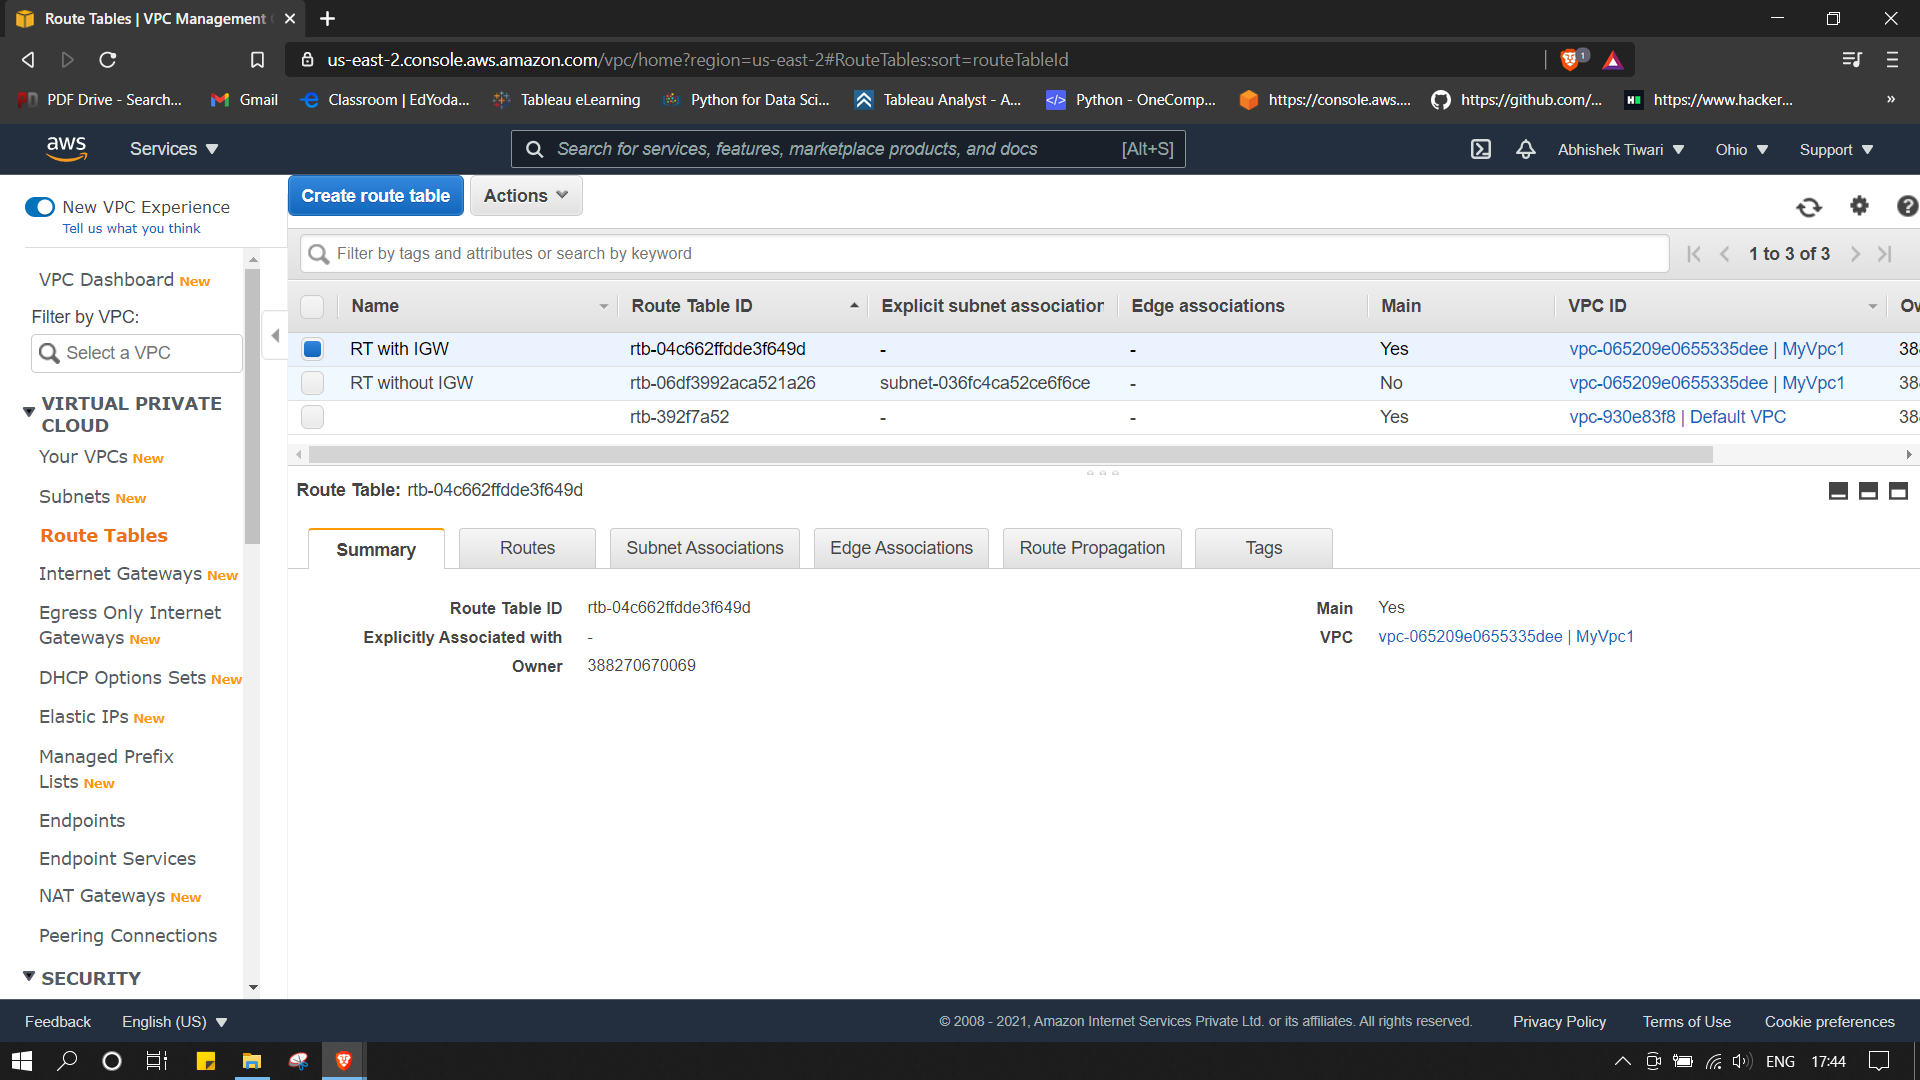 Route Tables | VPC Management
us-east-2.console.aws.amazon.com/vpc/home?region=us-east-2#RouteTables:sort=routeTableId
1
PDF Drive - Search... Gmail Classroom | EdYoda... Tableau eLearning Python for Data Sci... Tableau Analyst - A... Python - OneComp... https://console.aws.... https://github.com/... https://www.hacker... »
aws Services Search for services, features, marketplace products, and docs [Alt+S] Abhishek Tiwari Ohio Support
New VPC Experience
Tell us what you think
VPC Dashboard New
Filter by VPC:
Select a VPC
VIRTUAL PRIVATE
CLOUD
Your VPCs New
Subnets New
Route Tables
Internet Gateways New
Egress Only Internet
Gateways New
DHCP Options Sets New
Elastic IPs New
Managed Prefix
Lists New
Endpoints
Endpoint Services
NAT Gateways New
Peering Connections
SECURITY
Create route table Actions
Filter by tags and attributes or search by keyword 1 to 3 of 3
Name Route Table ID Explicit subnet association Edge associations Main VPC ID Ow
RT with IGW rtb-04c662ffdde3f649d - - Yes vpc-065209e0655335dee | MyVpc1 38
RT without IGW rtb-06df3992aca521a26 subnet-036fc4ca52ce6f6ce - No vpc-065209e0655335dee | MyVpc1 38
rtb-392f7a52 - - Yes vpc-930e83f8 | Default VPC 38
Route Table: rtb-04c662ffdde3f649d
Summary Routes Subnet Associations Edge Associations Route Propagation Tags
Route Table ID rtb-04c662ffdde3f649d Main Yes
Explicitly Associated with - VPC vpc-065209e0655335dee | MyVpc1
Owner 388270670069
Feedback English (US) © 2008 - 2021, Amazon Internet Services Private Ltd. or its affiliates. All rights reserved. Privacy Policy Terms of Use Cookie preferences
ENG 17:44